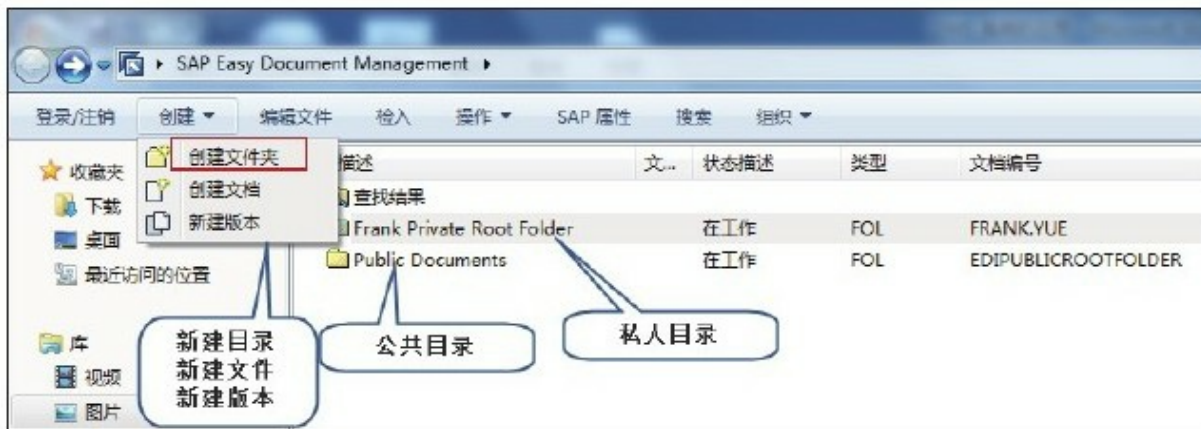 SAP Easy Document Management
登录/注销 创建 编辑文件 检入 操作 SAP 属性 搜索 组织
收藏夹 创建文件夹 描述 文... 状态描述 类型 文档编号
下载 创建文档 查找结果
桌面 新建版本 Frank Private Root Folder 在工作 FOL FRANK.YUE
最近访问的位置 Public Documents 在工作 FOL EDIPUBLICROOTFOLDER
库
视频
图片
新建目录
新建文件
新建版本
公共目录
私人目录